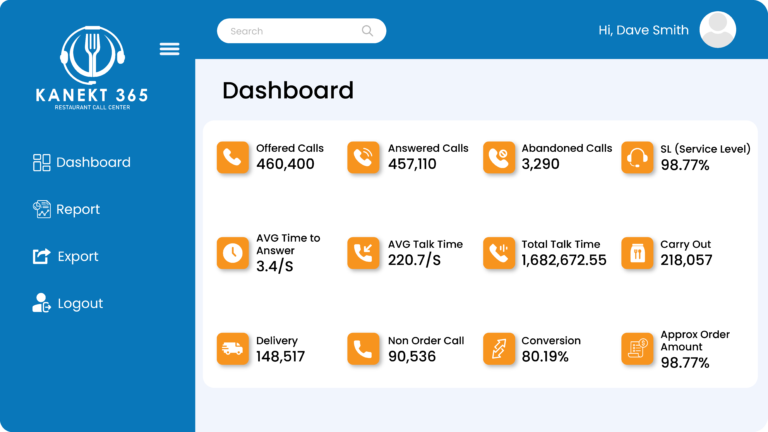 Search
Hi, Dave Smith
KANEKT 365
RESTAURANT CALL CENTER
Dashboard
Report
Export
Logout
Dashboard
Offered Calls
460,400
Answered Calls
457,110
Abandoned Calls
3,290
SL (Service Level)
98.77%
AVG Time to
Answer
3.4/S
AVG Talk Time
220.7/S
Total Talk Time
1,682,672.55
Carry Out
218,057
Delivery
148,517
Non Order Call
90,536
Conversion
80.19%
Approx Order
Amount
98.77%